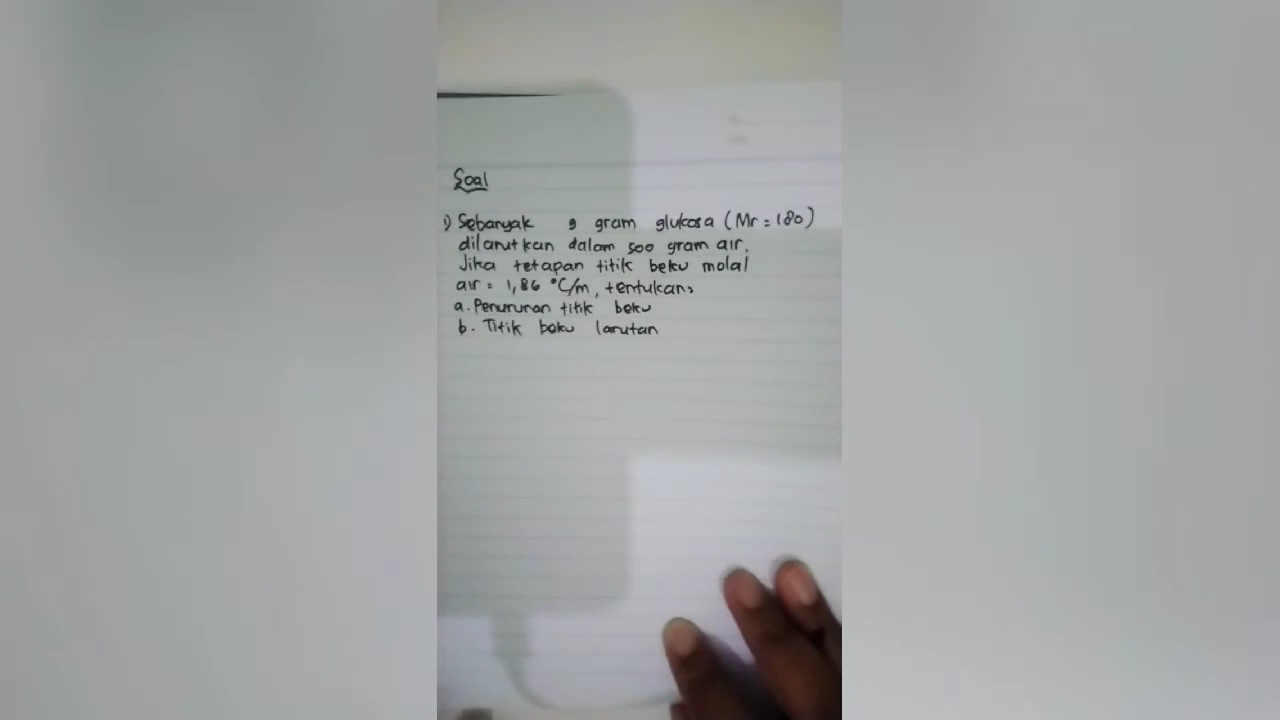 Soal
1) Sebanyak 9 gram glukosa (Mr = 180)
dilarutkan dalam 500 gram air.
Jika tetapan titik beku molal
air = 1,86 °C/m, tentukan,
a. Penurunan titik beku
b. Titik beku larutan